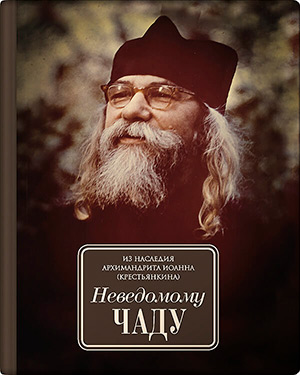 ИЗ НАСЛЕДИЯ
АРХИМАНДРИТА ИОАННА
(КРЕСТЬЯНКИНА)
Неведомому
ЧАДУ